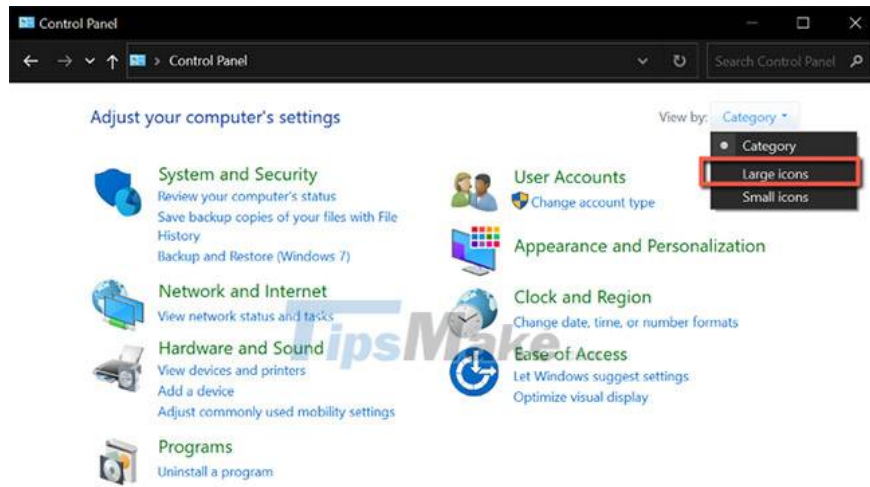 Control Panel
Control Panel
Search Control Panel
Adjust your computer's settings
View by: Category
Category
Large icons
Small icons
System and Security
Review your computer's status
Save backup copies of your files with File
History
Backup and Restore (Windows 7)
Network and Internet
View network status and tasks
Hardware and Sound
View devices and printers
Add a device
Adjust commonly used mobility settings
Programs
Uninstall a program
User Accounts
Change account type
Appearance and Personalization
Clock and Region
Change date, time, or number formats
Ease of Access
Let Windows suggest settings
Optimize visual display
TipsMake